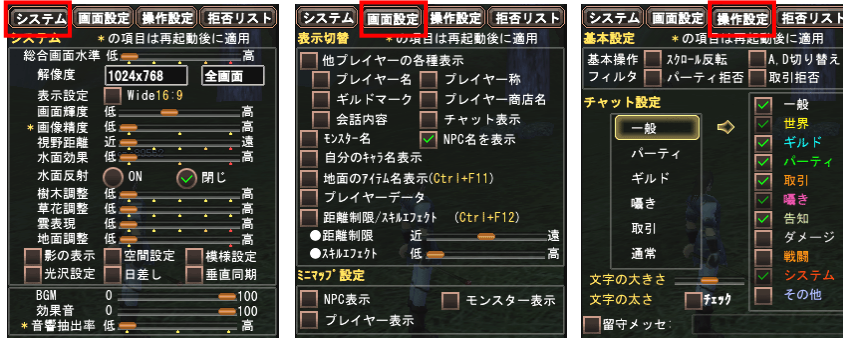 システム 画面設定 操作設定 拒否リスト
システム *の項目は再起動後に適用
総合画面水準 低 高
解像度 1024x768 全画面
表示設定 Wide16:9
画面輝度 低 高
*画像精度 低 高
視野距離 近 遠
水面効果 低 高
水面反射 ON 閉じ
樹木調整 低 高
草花調整 低 高
雲表現 低 高
地面調整 低 高
影の表示 空間設定 模様設定
光沢設定 日差し 垂直同期
BGM 0 100
効果音 0 100
*音響抽出率 低 高
システム 画面設定 操作設定 拒否リスト
表示切替 *の項目は再起動後に適用
他プレイヤーの各種表示
プレイヤー名 プレイヤー称
ギルドマーク プレイヤー商店名
会話内容 チャット表示
モンスター名 NPC名を表示
自分のキャラ名表示
地面のアイテム名表示(Ctrl+F11)
プレイヤーデータ
距離制限/スキルエフェクト (Ctrl+F12)
●距離制限 近 遠
●スキルエフェクト 低 高
ミニマップ設定
NPC表示 モンスター表示
プレイヤー表示
システム 画面設定 操作設定 拒否リスト
基本設定 *の項目は再起動後に適用
基本操作 スクロール反転 A,D切り替え
フィルタ パーティ拒否 取引拒否
チャット設定
一般
パーティ
ギルド
囁き
取引
通常
一般
世界
ギルド
パーティ
取引
囁き
告知
ダメージ
戦闘
システム
その他
文字の大きさ
文字の太さ チェック
留守メッセ: